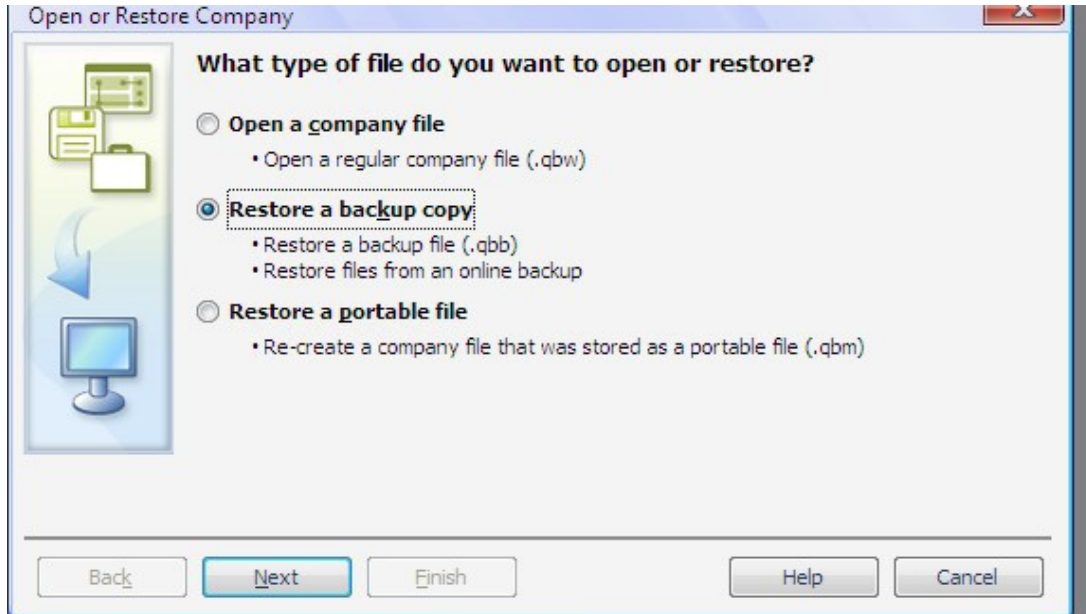 Open or Restore Company
What type of file do you want to open or restore?
Open a company file
• Open a regular company file (.qbw)
Restore a backup copy
• Restore a backup file (.qbb)
• Restore files from an online backup
Restore a portable file
• Re-create a company file that was stored as a portable file (.qbm)
Back Next Finish Help Cancel